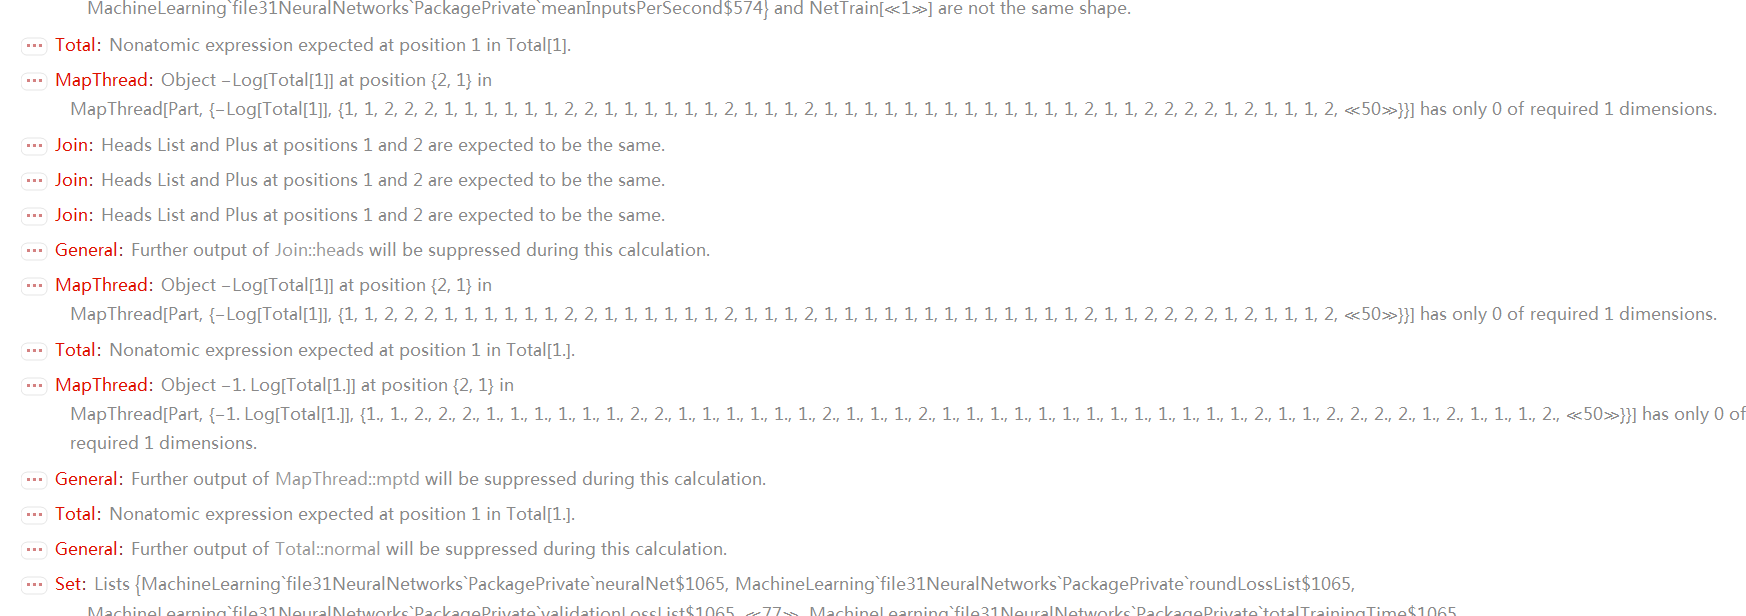 MachineLearning`file31NeuralNetworks`PackagePrivate`meanInputsPerSecond$574} and NetTrain[≪1≫] are not the same shape.
Total: Nonatomic expression expected at position 1 in Total[1].
MapThread: Object −Log[Total[1]] at position {2, 1} in
MapThread[Part, {−Log[Total[1]], {1, 1, 2, 2, 2, 1, 1, 1, 1, 1, 1, 2, 2, 1, 1, 1, 1, 1, 1, 2, 1, 1, 1, 2, 1, 1, 1, 1, 1, 1, 1, 1, 1, 1, 1, 1, 1, 2, 1, 1, 2, 2, 2, 2, 1, 2, 1, 1, 1, 2, ≪50≫}}] has only 0 of required 1 dimensions.
Join: Heads List and Plus at positions 1 and 2 are expected to be the same.
Join: Heads List and Plus at positions 1 and 2 are expected to be the same.
Join: Heads List and Plus at positions 1 and 2 are expected to be the same.
General: Further output of Join::heads will be suppressed during this calculation.
MapThread: Object −Log[Total[1]] at position {2, 1} in
MapThread[Part, {−Log[Total[1]], {1, 1, 2, 2, 2, 1, 1, 1, 1, 1, 1, 2, 2, 1, 1, 1, 1, 1, 1, 2, 1, 1, 1, 2, 1, 1, 1, 1, 1, 1, 1, 1, 1, 1, 1, 1, 1, 2, 1, 1, 2, 2, 2, 2, 1, 2, 1, 1, 1, 2, ≪50≫}}] has only 0 of required 1 dimensions.
Total: Nonatomic expression expected at position 1 in Total[1.].
MapThread: Object −1. Log[Total[1.]] at position {2, 1} in
MapThread[Part, {−1. Log[Total[1.]], {1., 1., 2., 2., 2., 1., 1., 1., 1., 1., 1., 2., 2., 1., 1., 1., 1., 1., 1., 2., 1., 1., 1., 2., 1., 1., 1., 1., 1., 1., 1., 1., 1., 1., 1., 1., 1., 2., 1., 1., 2., 2., 2., 2., 1., 2., 1., 1., 1., 2., ≪50≫}}] has only 0 of
required 1 dimensions.
General: Further output of MapThread::mptd will be suppressed during this calculation.
Total: Nonatomic expression expected at position 1 in Total[1.].
General: Further output of Total::normal will be suppressed during this calculation.
Set: Lists {MachineLearning`file31NeuralNetworks`PackagePrivate`neuralNet$1065, MachineLearning`file31NeuralNetworks`PackagePrivate`roundLossList$1065,
MachineLearning`file31NeuralNetworks`PackagePrivate`validationLossList$1065, ≪77≫, MachineLearning`file31NeuralNetworks`PackagePrivate`totalTrainingTime$1065,